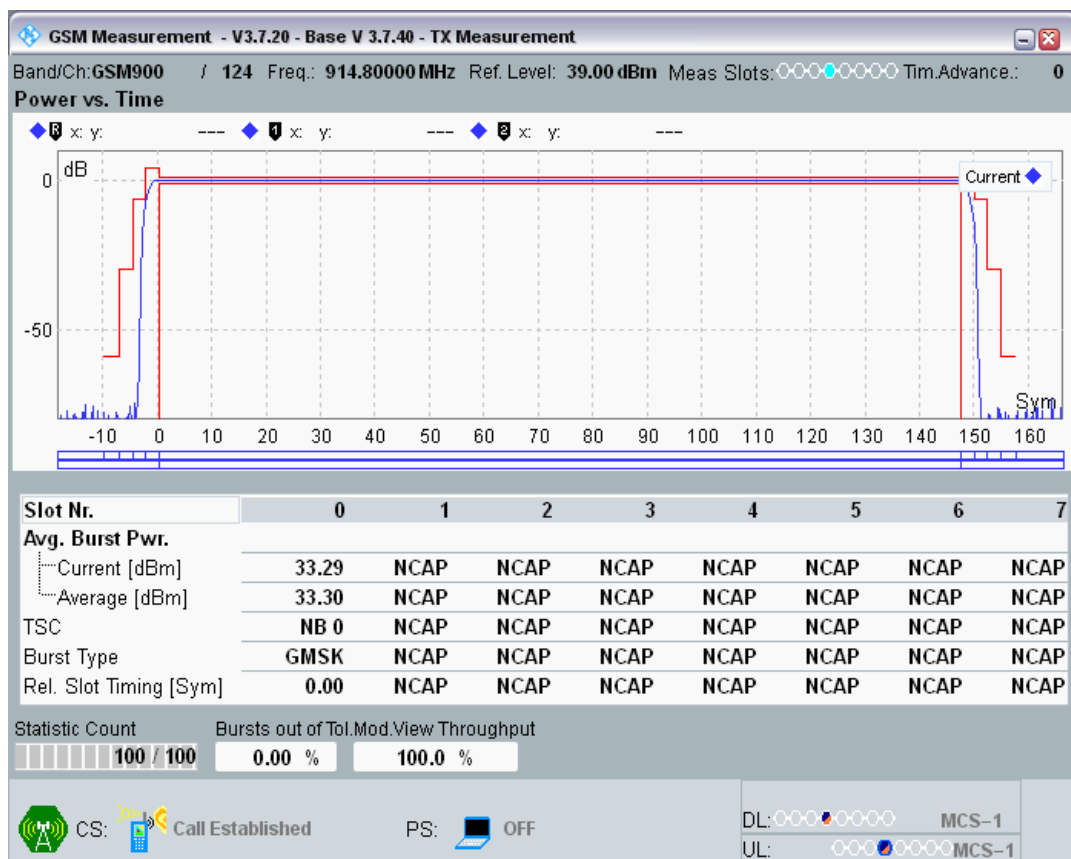 GSM Measurement - V3.7.20 - Base V 3.7.40 - TX Measurement
Band/Ch:GSM900 / 124 Freq.: 914.80000 MHz Ref. Level: 39.00 dBm Meas Slots: Tim.Advance.: 0
Power vs. Time
R x: y: --- 1 x: y: --- 2 x: y: ---
dB
Current
0
-50
Sym
-10 0 10 20 30 40 50 60 70 80 90 100 110 120 130 140 150 160
Slot Nr. 0 1 2 3 4 5 6 7
Avg. Burst Pwr.
Current [dBm] 33.29 NCAP NCAP NCAP NCAP NCAP NCAP NCAP
Average [dBm] 33.30 NCAP NCAP NCAP NCAP NCAP NCAP NCAP
TSC NB 0 NCAP NCAP NCAP NCAP NCAP NCAP NCAP
Burst Type GMSK NCAP NCAP NCAP NCAP NCAP NCAP NCAP
Rel. Slot Timing [Sym] 0.00 NCAP NCAP NCAP NCAP NCAP NCAP NCAP
Statistic Count Bursts out of Tol.Mod.View Throughput
100 / 100 0.00 % 100.0 %
CS: Call Established PS: OFF
DL: MCS-1
UL: MCS-1